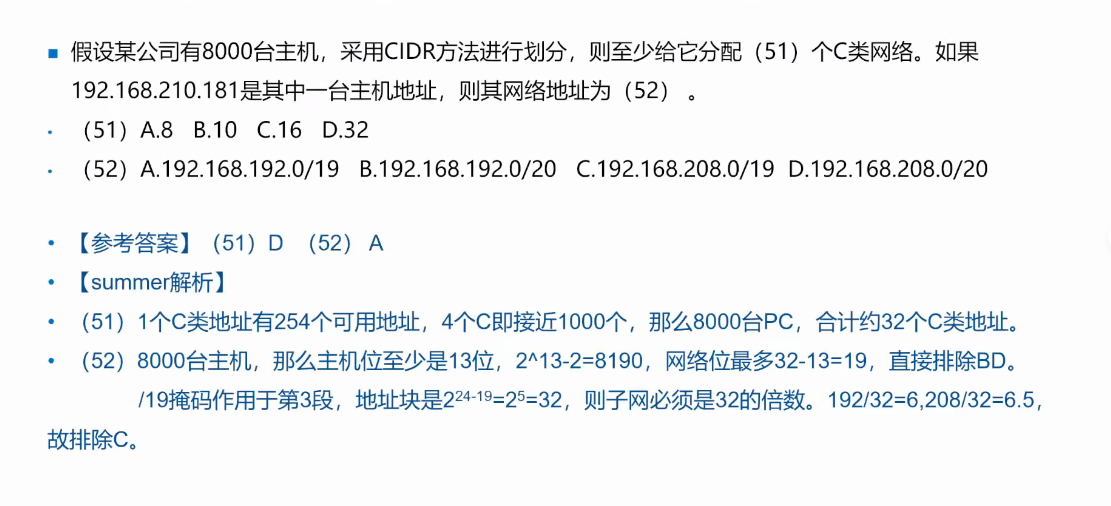 ■ 假设某公司有8000台主机，采用CIDR方法进行划分，则至少给它分配（51）个C类网络。如果
192.168.210.181是其中一台主机地址，则其网络地址为（52） 。
• （51）A.8 B.10 C.16 D.32
• （52）A.192.168.192.0/19 B.192.168.192.0/20 C.192.168.208.0/19 D.192.168.208.0/20
• 【参考答案】（51）D （52） A
• 【summer解析】
• （51）1个C类地址有254个可用地址，4个C即接近1000个，那么8000台PC，合计约32个C类地址。
• （52）8000台主机，那么主机位至少是13位，2^13-2=8190，网络位最多32-13=19，直接排除BD。
/19掩码作用于第3段，地址块是2²⁴⁻¹⁹=2⁵=32，则子网必须是32的倍数。192/32=6,208/32=6.5，
故排除C。